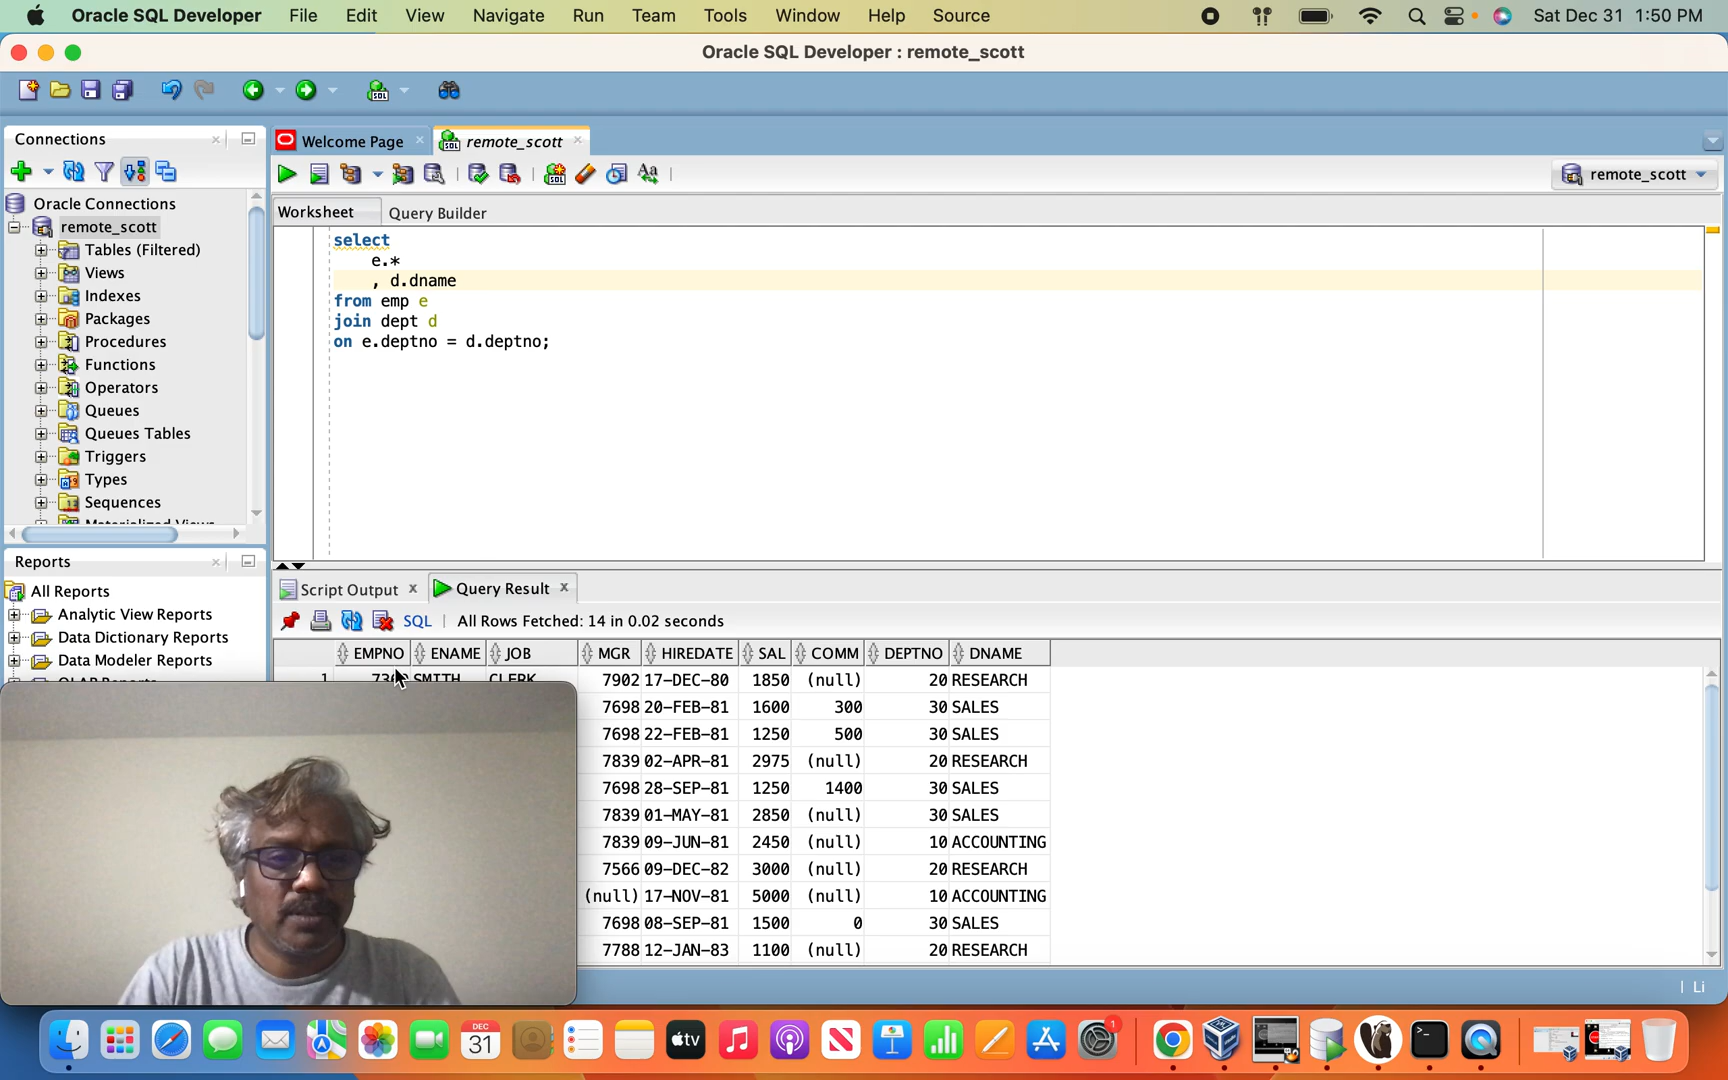 Oracle SQL Developer File Edit View Navigate Run Team Tools Window Help Source Sat Dec 31 1:50 PM
Oracle SQL Developer : remote_scott
Connections
Welcome Page
remote_scott
remote_scott
Oracle Connections
remote_scott
Tables (Filtered)
Views
Indexes
Packages
Procedures
Functions
Operators
Queues
Queues Tables
Triggers
Types
Sequences
Worksheet Query Builder
select
e.*
, d.dname
from emp e
join dept d
on e.deptno = d.deptno;
Reports
All Reports
Analytic View Reports
Data Dictionary Reports
Data Modeler Reports
Script Output Query Result
SQL All Rows Fetched: 14 in 0.02 seconds
EMPNO ENAME JOB MGR HIREDATE SAL COMM DEPTNO DNAME
1 SMITH CLERK 7902 17-DEC-80 1850 (null) 20 RESEARCH
7698 20-FEB-81 1600 300 30 SALES
7698 22-FEB-81 1250 500 30 SALES
7839 02-APR-81 2975 (null) 20 RESEARCH
7698 28-SEP-81 1250 1400 30 SALES
7839 01-MAY-81 2850 (null) 30 SALES
7839 09-JUN-81 2450 (null) 10 ACCOUNTING
7566 09-DEC-82 3000 (null) 20 RESEARCH
(null) 17-NOV-81 5000 (null) 10 ACCOUNTING
7698 08-SEP-81 1500 0 30 SALES
7788 12-JAN-83 1100 (null) 20 RESEARCH
Li
DEC
31
tv
1